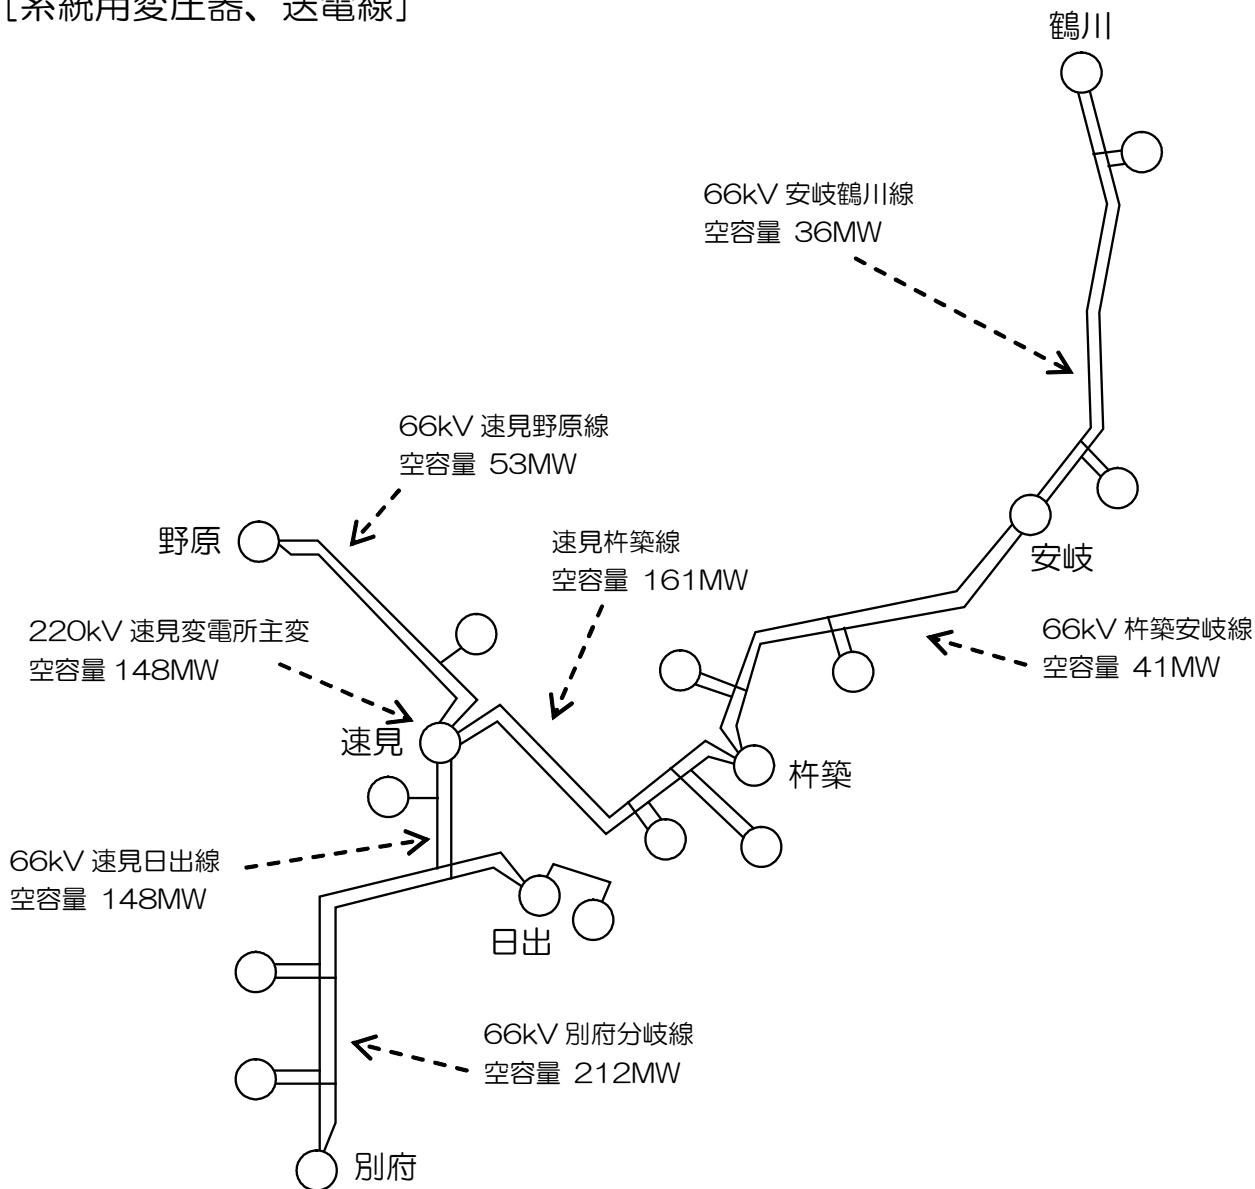 [系統用変圧器、送電線]
鶴川
66kV 安岐鶴川線
空容量 36MW
66kV 速見野原線
空容量 53MW
野原
速見杵築線
空容量 161MW
安岐
220kV 速見変電所主変
空容量 148MW
66kV 杵築安岐線
空容量 41MW
速見
杵築
66kV 速見日出線
空容量 148MW
日出
66kV 別府分岐線
空容量 212MW
別府